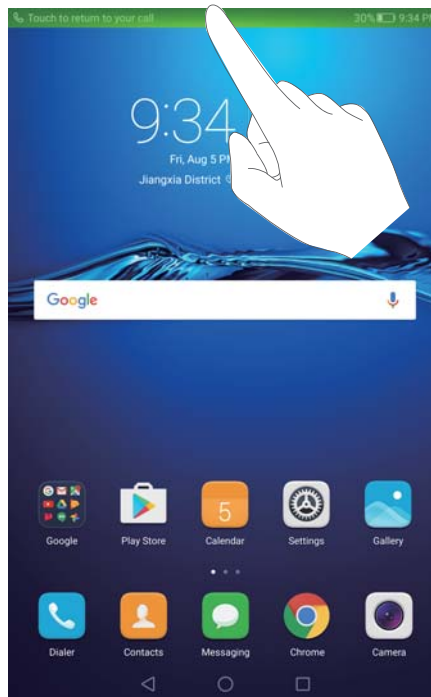 Touch to return to your call 30% 9:34 P
9:34
Fri, Aug 5 P
Jiangxia District
Google
5
Google Play Store Calendar Settings Gallery
Dialer Contacts Messaging Chrome Camera